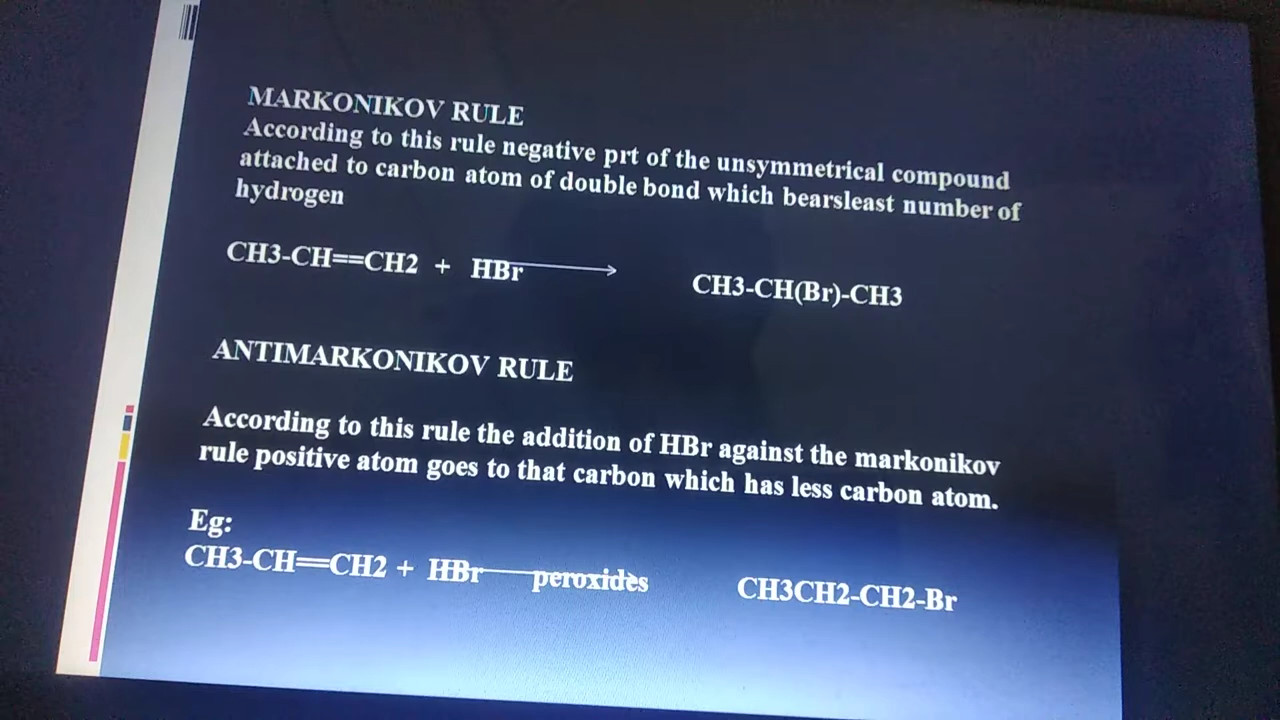 MARKONIKOV RULE
According to this rule negative prt of the unsymmetrical compound
attached to carbon atom of double bond which bearsleast number of
hydrogen
CH3-CH==CH2 + HBr
CH3-CH(Br)-CH3
ANTIMARKONIKOV RULE
According to this rule the addition of HBr against the markonikov
rule positive atom goes to that carbon which has less carbon atom.
Eg:
CH3-CH=CH2 + HBr peroxides
CH3CH2-CH2-Br